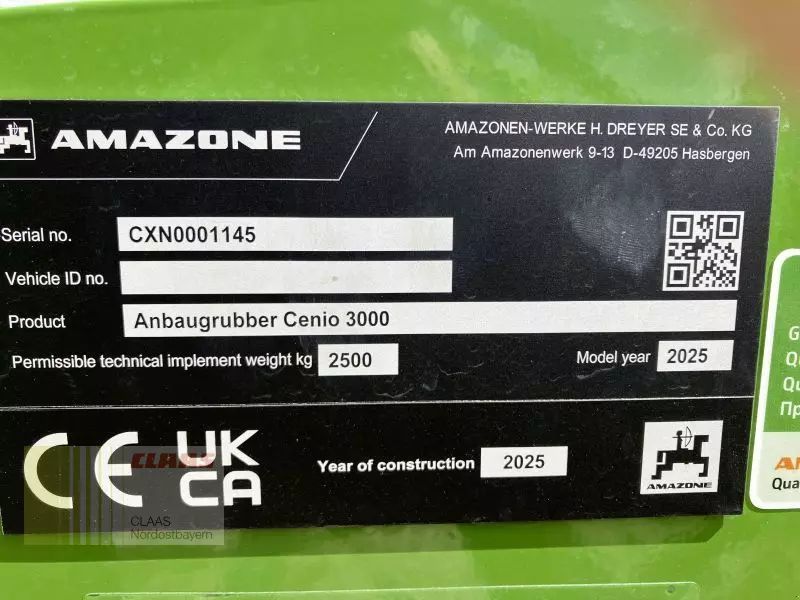 AMAZONE
AMAZONEN-WERKE H. DREYER SE & Co. KG
Am Amazonenwerk 9-13 D-49205 Hasbergen
Serial no. CXN0001145
Vehicle ID no.
Product Anbaugrubber Cenio 3000
Permissible technical implement weight kg 2500 Model year 2025
CE UK CA
Year of construction 2025
AMAZONE
CLAAS
CLAAS
Nordostbayern
Qua